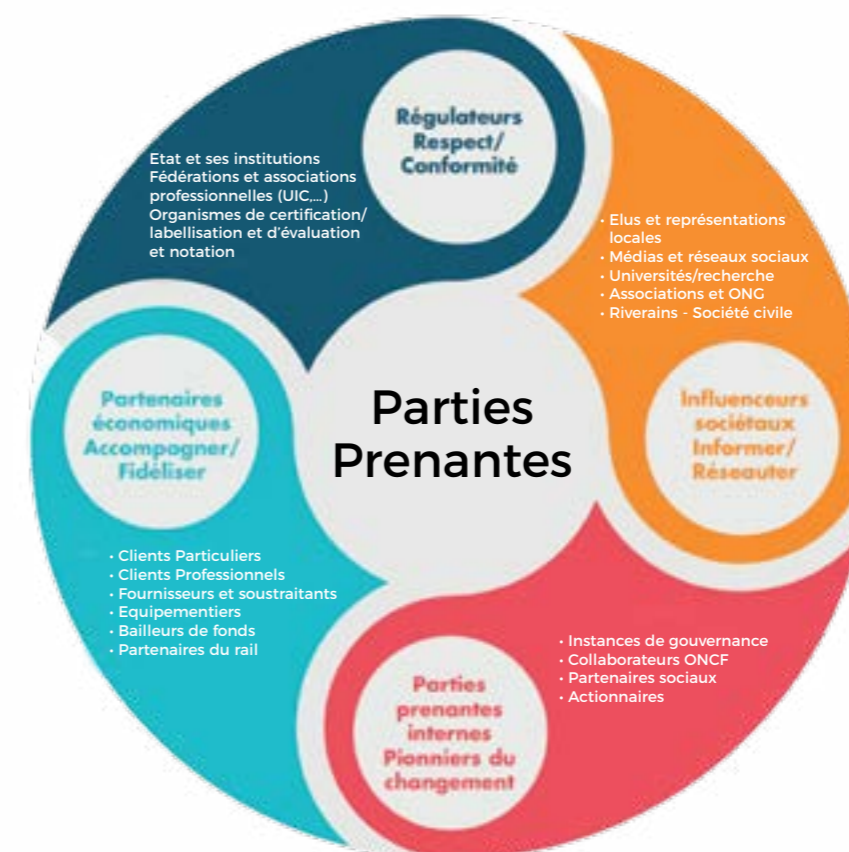 Régulateurs
Respect/
Conformité
Etat et ses institutions
Fédérations et associations
professionnelles (UIC,...)
Organismes de certification/
labellisation et d'évaluation
et notation
• Elus et représentations
locales
• Médias et réseaux sociaux
• Universités/recherche
• Associations et ONG
• Riverains - Société civile
Influenceurs
sociétaux
Informer/
Réseauter
Parties
Prenantes
Partenaires
économiques
Accompagner/
Fidéliser
• Clients Particuliers
• Clients Professionnels
• Fournisseurs et soustraitants
• Equipementiers
• Bailleurs de fonds
• Partenaires du rail
• Instances de gouvernance
• Collaborateurs ONCF
• Partenaires sociaux
• Actionnaires
Parties
prenantes
internes
Pionniers du
changement